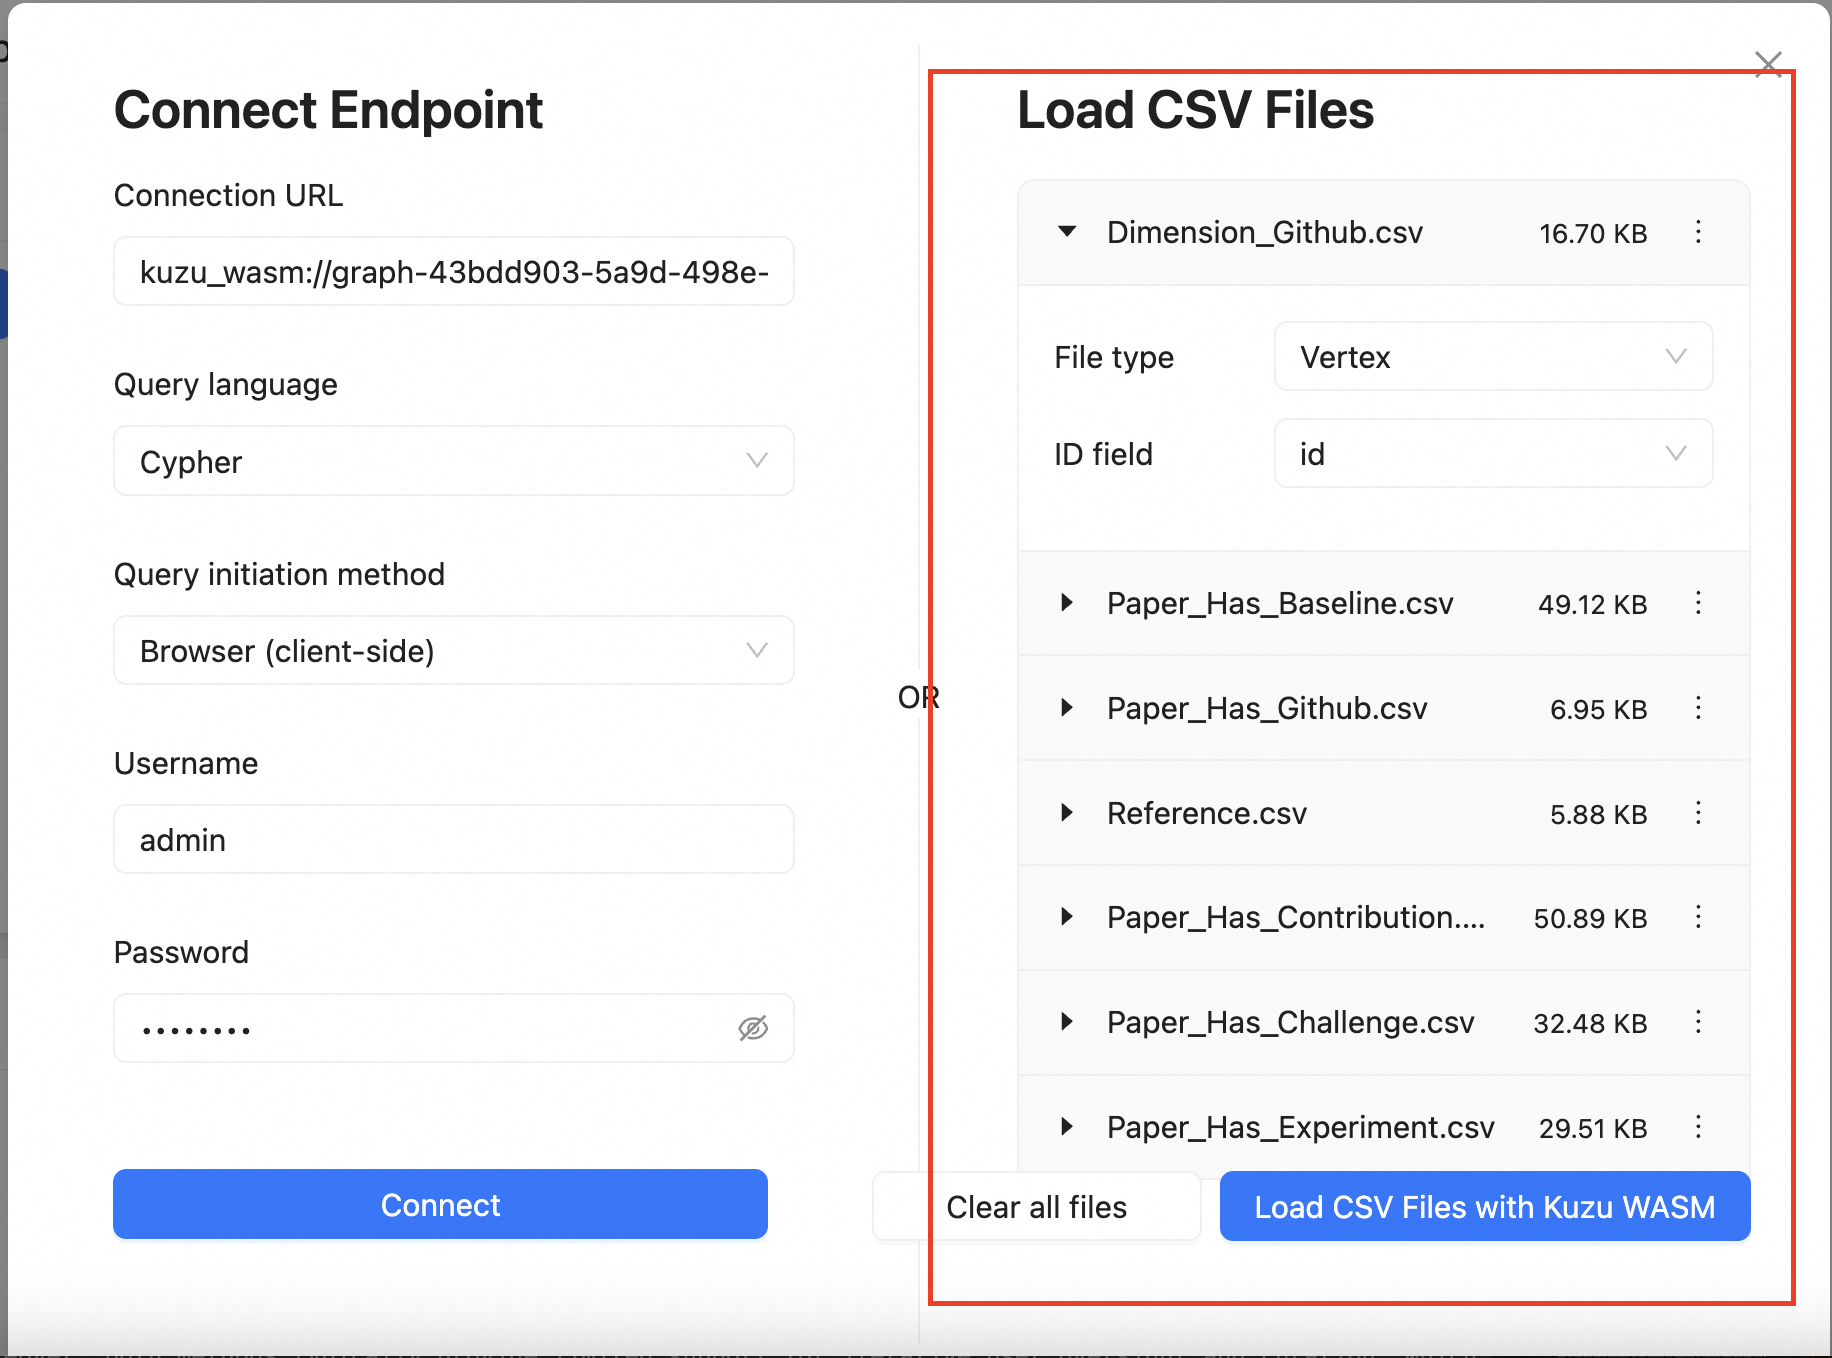 Connect Endpoint
Connection URL
kuzu_wasm://graph-43bdd903-5a9d-498e-
Query language
Cypher
Query initiation method
Browser (client-side)
Username
admin
Password
••••••••
Connect
OR
Load CSV Files
Dimension_Github.csv 16.70 KB
File type Vertex
ID field id
Paper_Has_Baseline.csv 49.12 KB
Paper_Has_Github.csv 6.95 KB
Reference.csv 5.88 KB
Paper_Has_Contribution.... 50.89 KB
Paper_Has_Challenge.csv 32.48 KB
Paper_Has_Experiment.csv 29.51 KB
Clear all files
Load CSV Files with Kuzu WASM